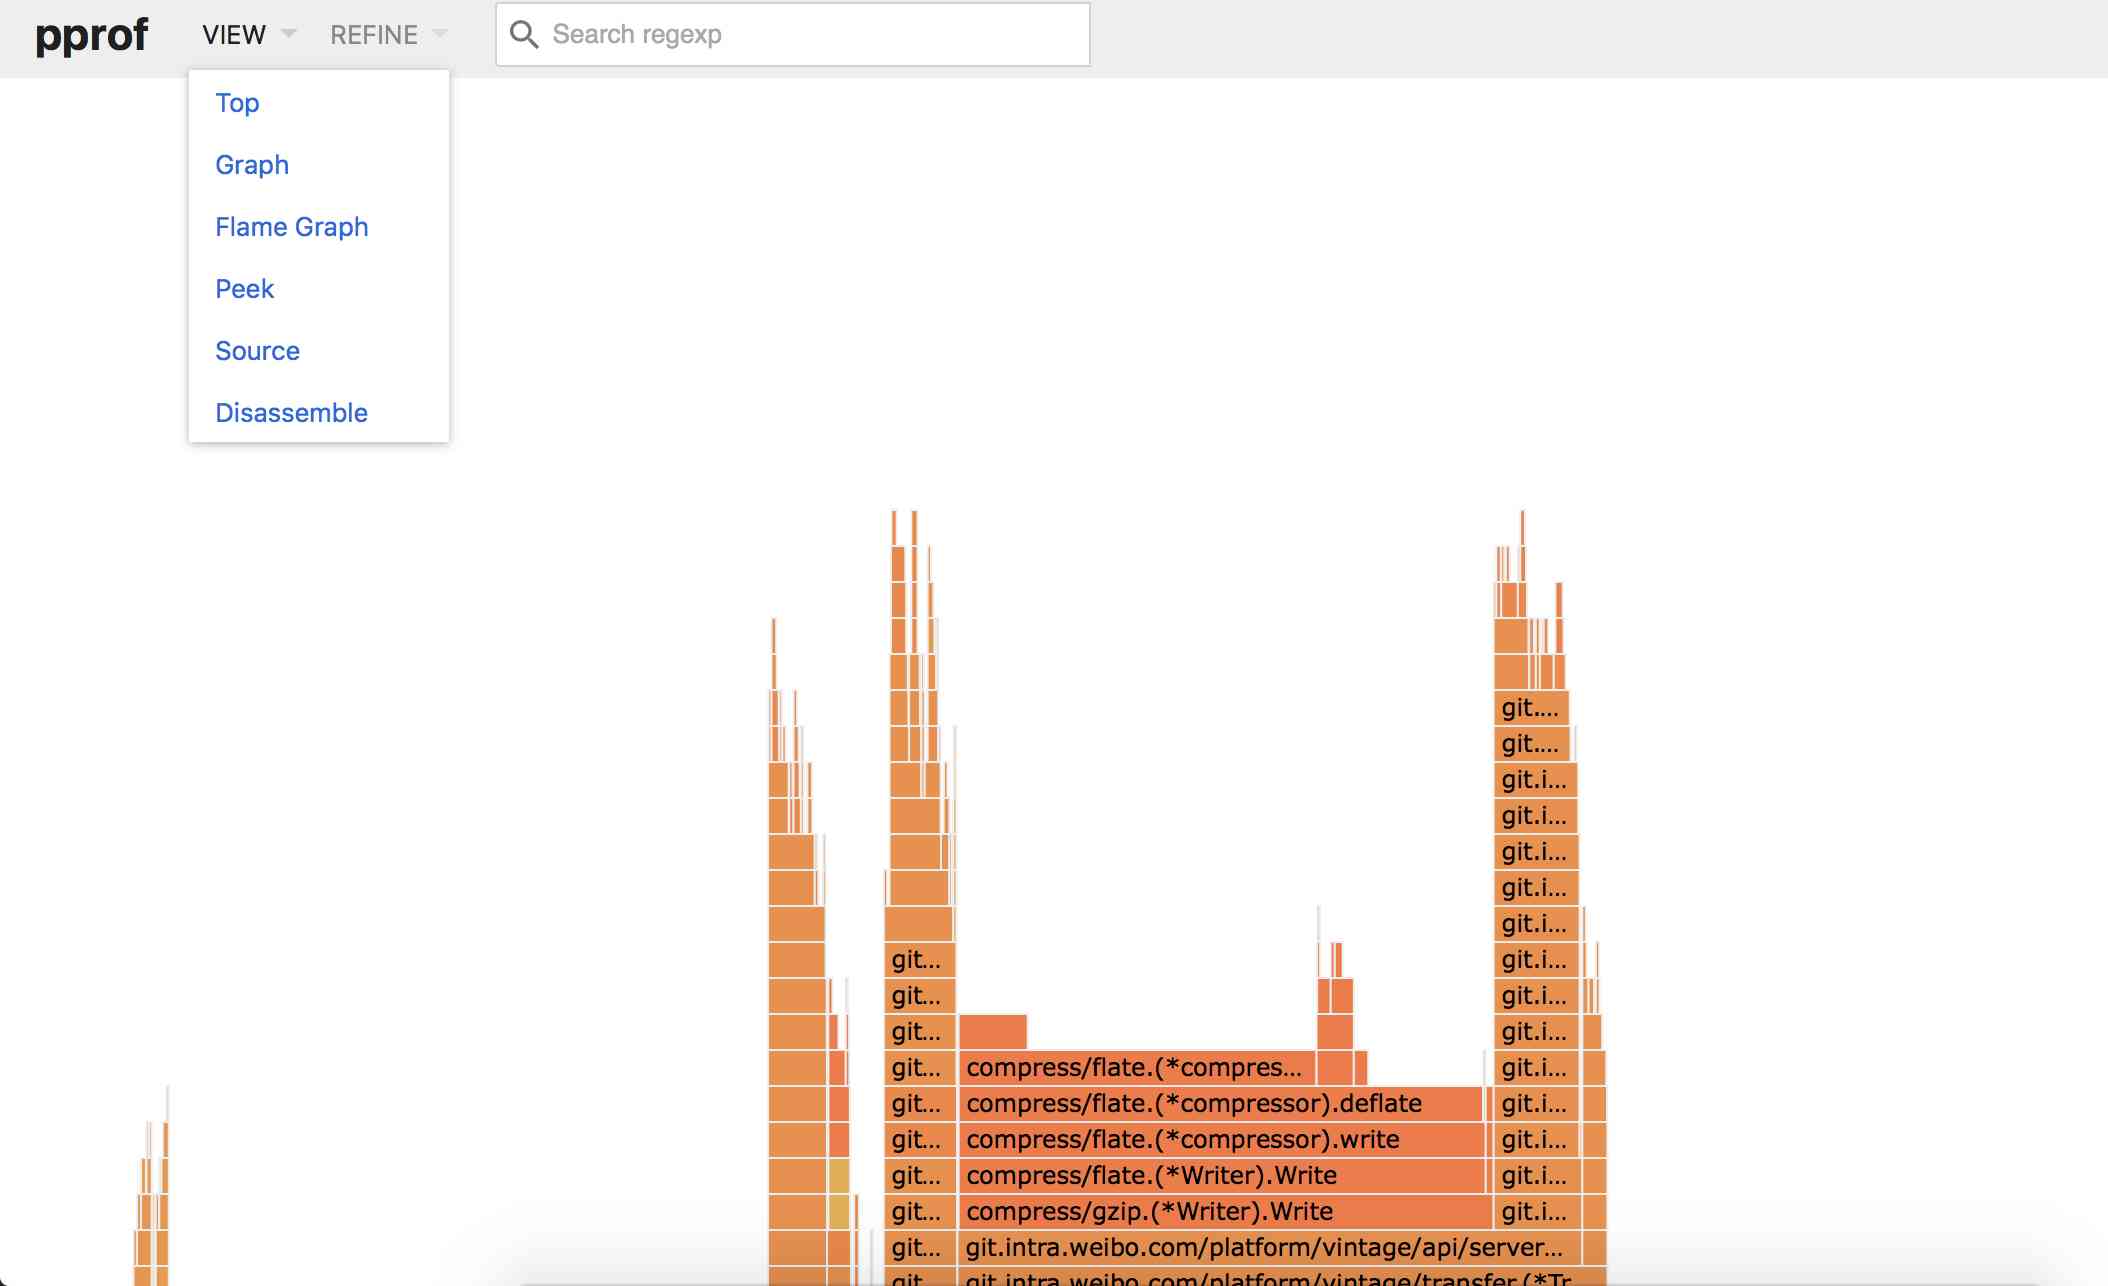 pprof VIEW REFINE Search regexp
Top
Graph
Flame Graph
Peek
Source
Disassemble
git....
git....
git.i...
git.i...
git.i...
git.i...
git.i...
git... git.i...
git... git.i...
git... git.i...
git... compress/flate.(*compres... git.i...
git... compress/flate.(*compressor).deflate git.i...
git... compress/flate.(*compressor).write git.i...
git... compress/flate.(*Writer).Write git.i...
git... compress/gzip.(*Writer).Write git.i...
git... git.intra.weibo.com/platform/vintage/api/server...
git... git.intra.weibo.com/platform/vintage/transfer.(*Tr...